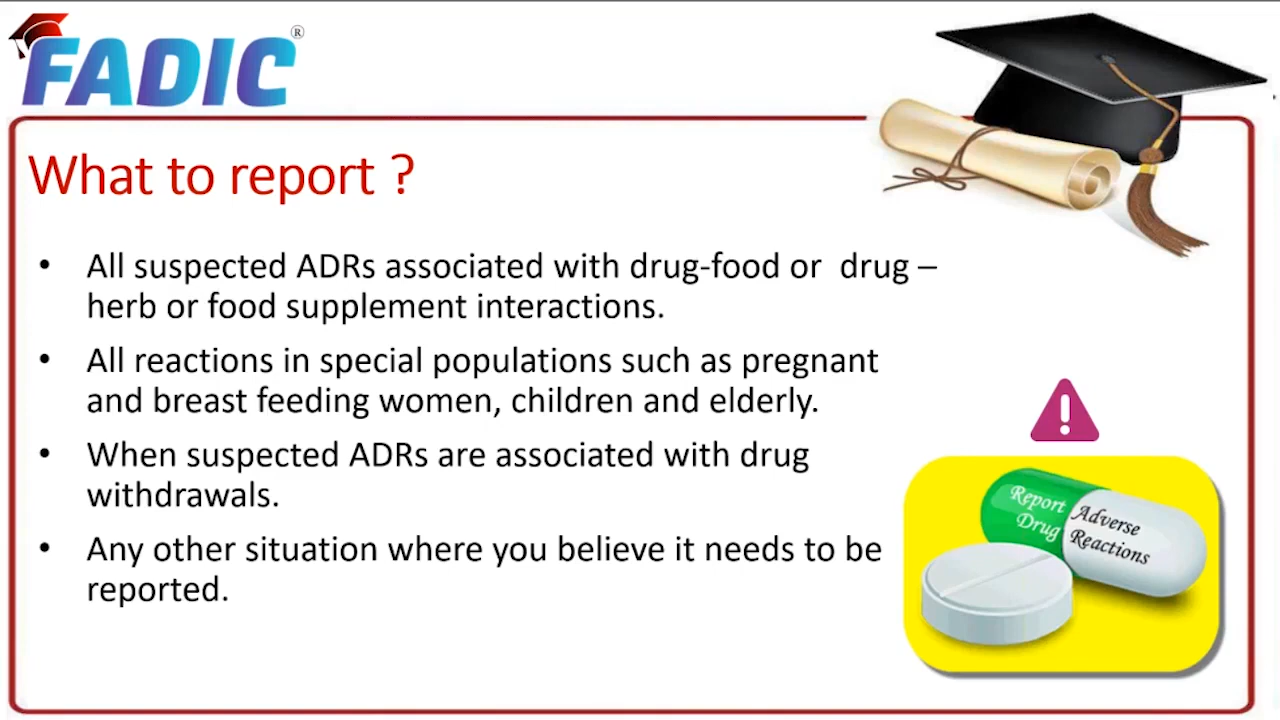 FADIC®
What to report ?
• All suspected ADRs associated with drug-food or drug –
herb or food supplement interactions.
• All reactions in special populations such as pregnant
and breast feeding women, children and elderly.
• When suspected ADRs are associated with drug
withdrawals.
• Any other situation where you believe it needs to be
reported.
!
Report
Drug
Adverse
Reactions